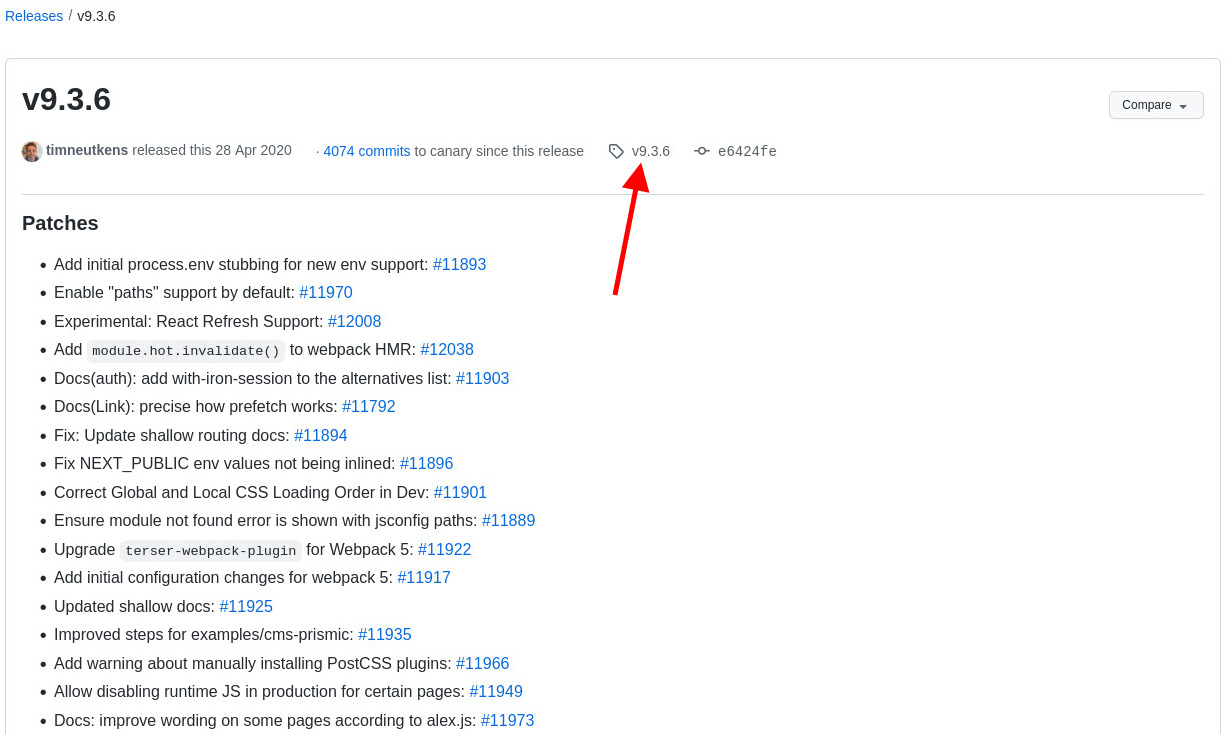 Releases / v9.3.6
v9.3.6
Compare
timneutkens released this 28 Apr 2020 · 4074 commits to canary since this release v9.3.6 e6424fe
Patches
• Add initial process.env stubbing for new env support: #11893
• Enable "paths" support by default: #11970
• Experimental: React Refresh Support: #12008
• Add module.hot.invalidate() to webpack HMR: #12038
• Docs(auth): add with-iron-session to the alternatives list: #11903
• Docs(Link): precise how prefetch works: #11792
• Fix: Update shallow routing docs: #11894
• Fix NEXT_PUBLIC env values not being inlined: #11896
• Correct Global and Local CSS Loading Order in Dev: #11901
• Ensure module not found error is shown with jsconfig paths: #11889
• Upgrade terser-webpack-plugin for Webpack 5: #11922
• Add initial configuration changes for webpack 5: #11917
• Updated shallow docs: #11925
• Improved steps for examples/cms-prismic: #11935
• Add warning about manually installing PostCSS plugins: #11966
• Allow disabling runtime JS in production for certain pages: #11949
• Docs: improve wording on some pages according to alex.js: #11973